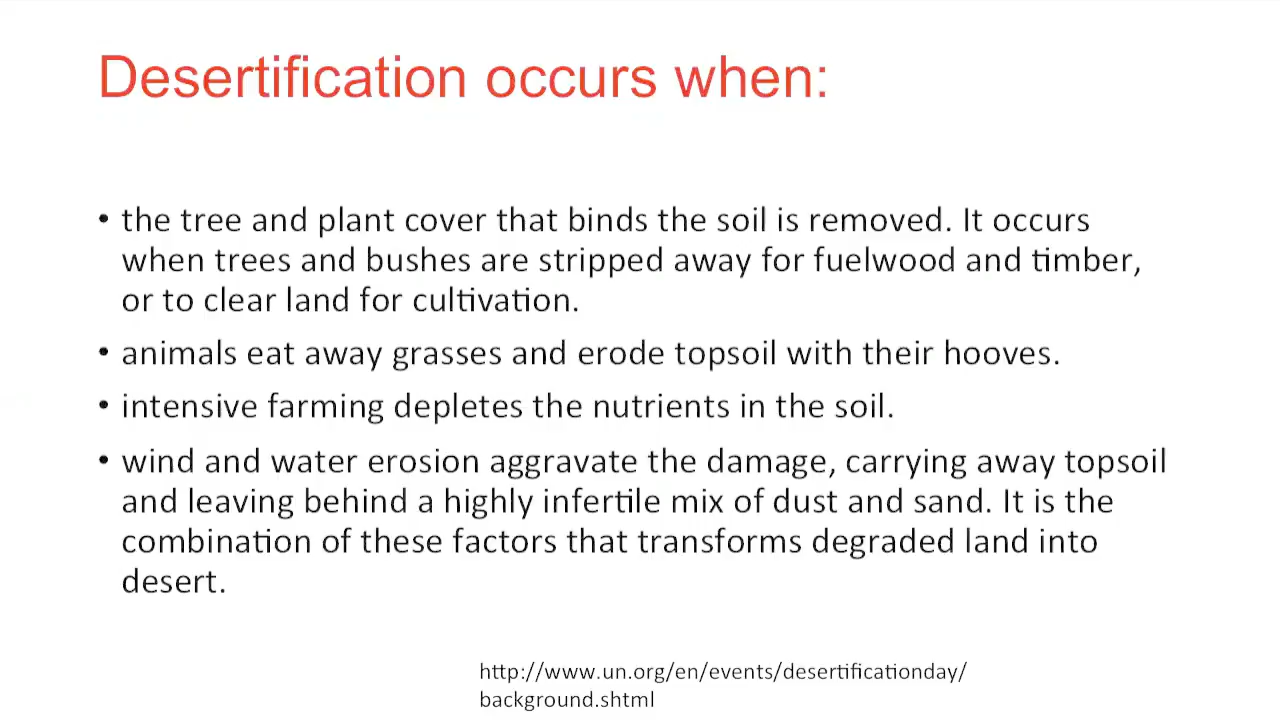 Desertification occurs when:
• the tree and plant cover that binds the soil is removed. It occurs
when trees and bushes are stripped away for fuelwood and timber,
or to clear land for cultivation.
• animals eat away grasses and erode topsoil with their hooves.
• intensive farming depletes the nutrients in the soil.
• wind and water erosion aggravate the damage, carrying away topsoil
and leaving behind a highly infertile mix of dust and sand. It is the
combination of these factors that transforms degraded land into
desert.
http://www.un.org/en/events/desertificationday/
background.shtml